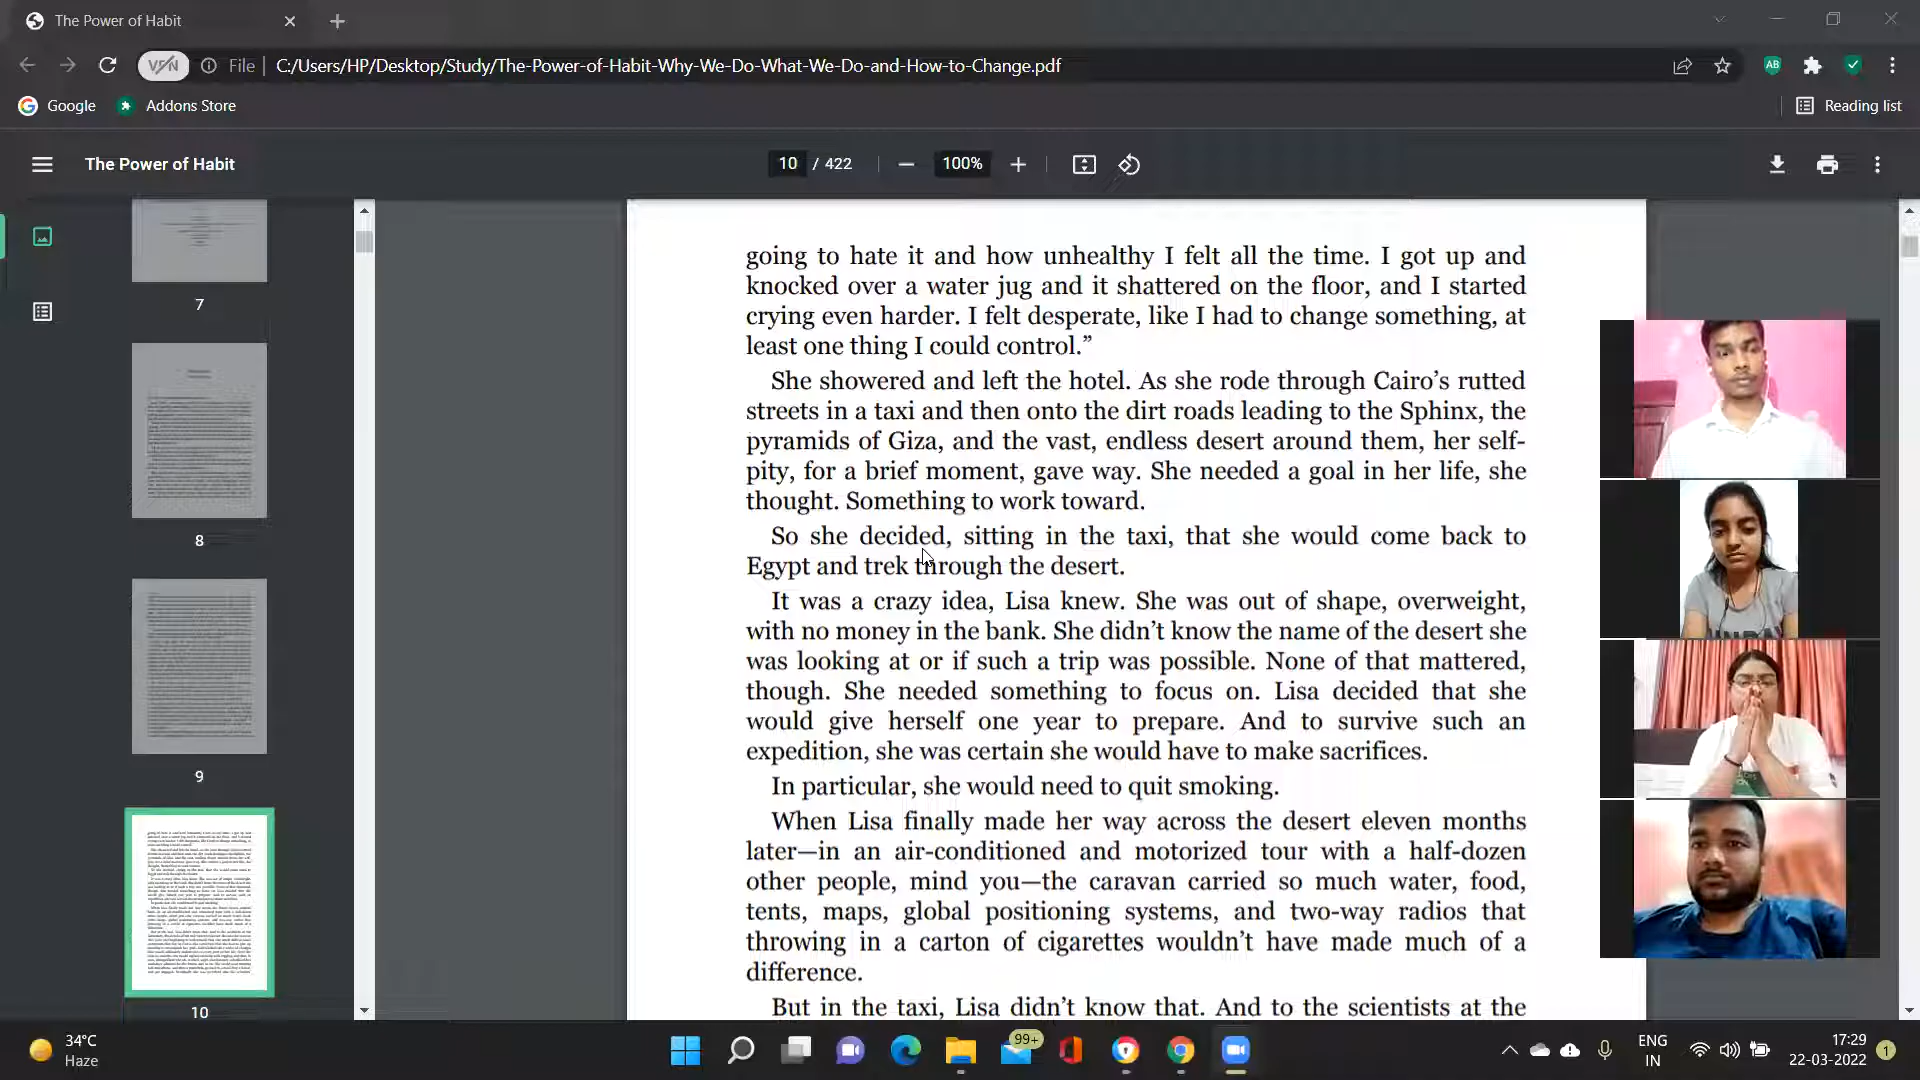 The Power of Habit
VPN
File
C:/Users/HP/Desktop/Study/The-Power-of-Habit-Why-We-Do-What-We-Do-and-How-to-Change.pdf
AB
Google
Addons Store
Reading list
The Power of Habit
10 / 422
100%
7
8
9
10
going to hate it and how unhealthy I felt all the time. I got up and
knocked over a water jug and it shattered on the floor, and I started
crying even harder. I felt desperate, like I had to change something, at
least one thing I could control.”
She showered and left the hotel. As she rode through Cairo’s rutted
streets in a taxi and then onto the dirt roads leading to the Sphinx, the
pyramids of Giza, and the vast, endless desert around them, her self-
pity, for a brief moment, gave way. She needed a goal in her life, she
thought. Something to work toward.
So she decided, sitting in the taxi, that she would come back to
Egypt and trek through the desert.
It was a crazy idea, Lisa knew. She was out of shape, overweight,
with no money in the bank. She didn’t know the name of the desert she
was looking at or if such a trip was possible. None of that mattered,
though. She needed something to focus on. Lisa decided that she
would give herself one year to prepare. And to survive such an
expedition, she was certain she would have to make sacrifices.
In particular, she would need to quit smoking.
When Lisa finally made her way across the desert eleven months
later—in an air-conditioned and motorized tour with a half-dozen
other people, mind you—the caravan carried so much water, food,
tents, maps, global positioning systems, and two-way radios that
throwing in a carton of cigarettes wouldn’t have made much of a
difference.
But in the taxi, Lisa didn’t know that. And to the scientists at the
34°C
Haze
99+
ENG
IN
17:29
22-03-2022
1